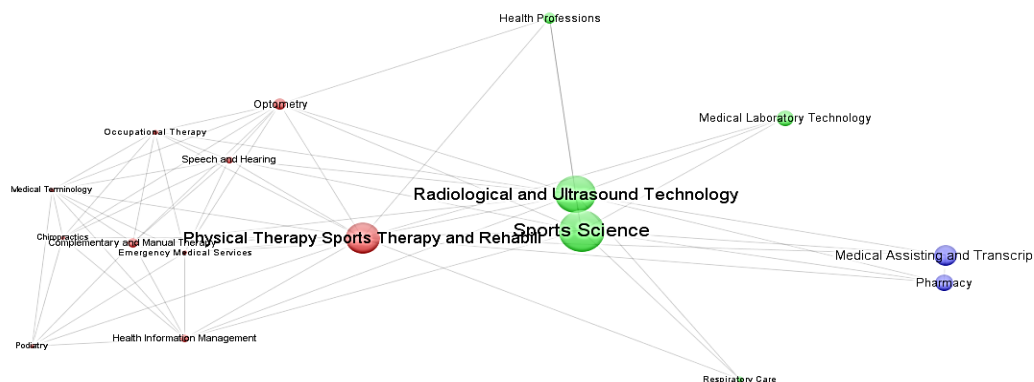 Health Professions
Optometry
Medical Laboratory Technology
Occupational Therapy
Speech and Hearing
Medical Terminology
Radiological and Ultrasound Technology
Sports Science
Chiropractics
Complementary and Manual Therapy
Physical Therapy Sports Therapy and Rehabili
Emergency Medical Services
Medical Assisting and Transcrip
Pharmacy
Podiatry
Health Information Management
Respiratory Care